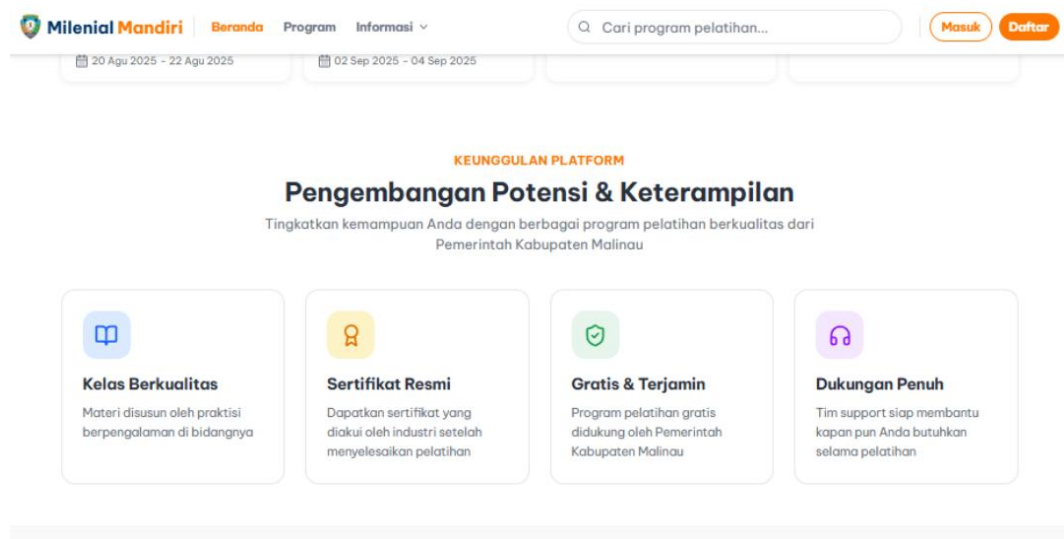 Milenial Mandiri Beranda Program Informasi Cari program pelatihan... Masuk Daftar
20 Agu 2025 - 22 Agu 2025 02 Sep 2025 - 04 Sep 2025
KEUNGGULAN PLATFORM
Pengembangan Potensi & Keterampilan
Tingkatkan kemampuan Anda dengan berbagai program pelatihan berkualitas dari
Pemerintah Kabupaten Malinau
Kelas Berkualitas
Materi disusun oleh praktisi
berpengalaman di bidangnya
Sertifikat Resmi
Dapatkan sertifikat yang
diakui oleh industri setelah
menyelesaikan pelatihan
Gratis & Terjamin
Program pelatihan gratis
didukung oleh Pemerintah
Kabupaten Malinau
Dukungan Penuh
Tim support siap membantu
kapan pun Anda butuhkan
selama pelatihan